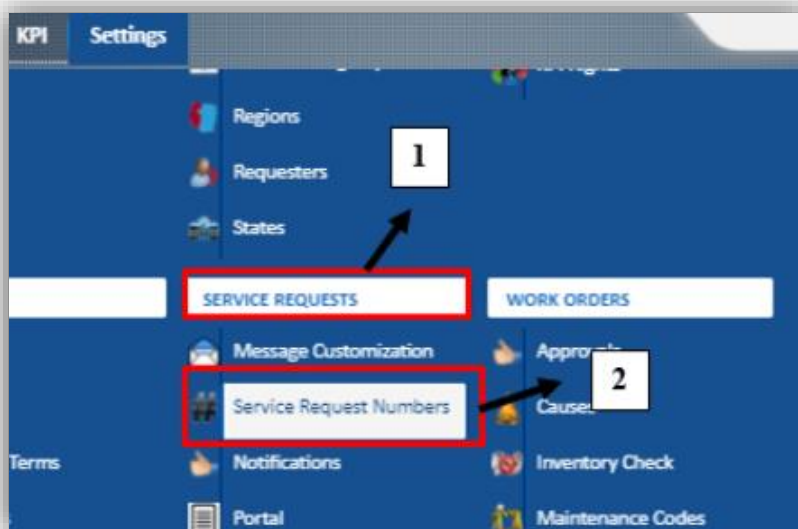 KPI Settings
Regions
Requesters
States
1
SERVICE REQUESTS
Message Customization
Service Request Numbers
Notifications
Portal
WORK ORDERS
Approvals
2
Causes
Inventory Check
Maintenance Codes
Terms